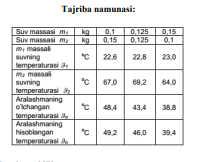 Tajriba namunasi:
Suv massasi m₁ kg 0,1 0,125 0,15
Suv massasi m₂ kg 0,15 0,125 0,1
m₁ massali
suvning
temperaturasi ϑ₁ °C 22,6 22,8 23,0
m₂ massali
suvning
temperaturasi ϑ₂ °C 67,0 69,2 64,0
Aralashmaning
o'lchangan
temperaturasi ϑₕ °C 48,4 43,4 38,8
Aralashmaning
hisoblangan
temperaturasi ϑₕ °C 49,2 46,0 39,4